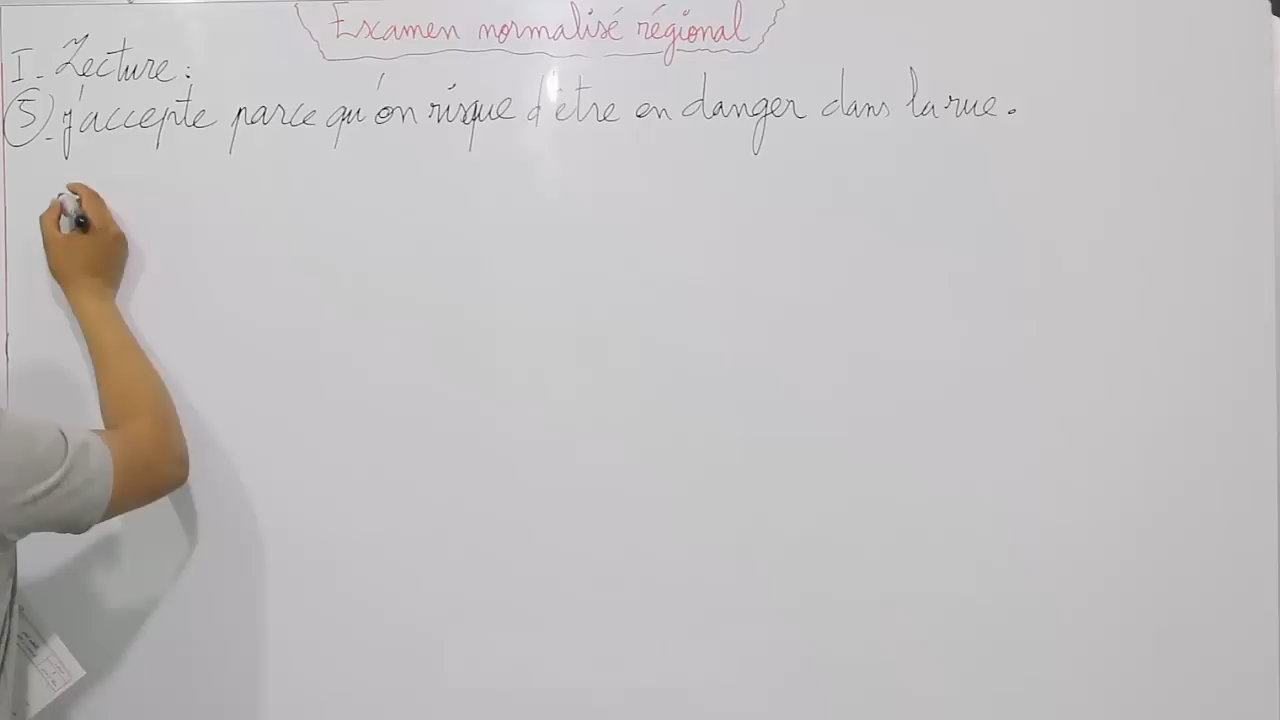 Examen normalisé régional
I. Lecture:
5). j'accepte parce qu'on risque d'être en danger dans la rue.